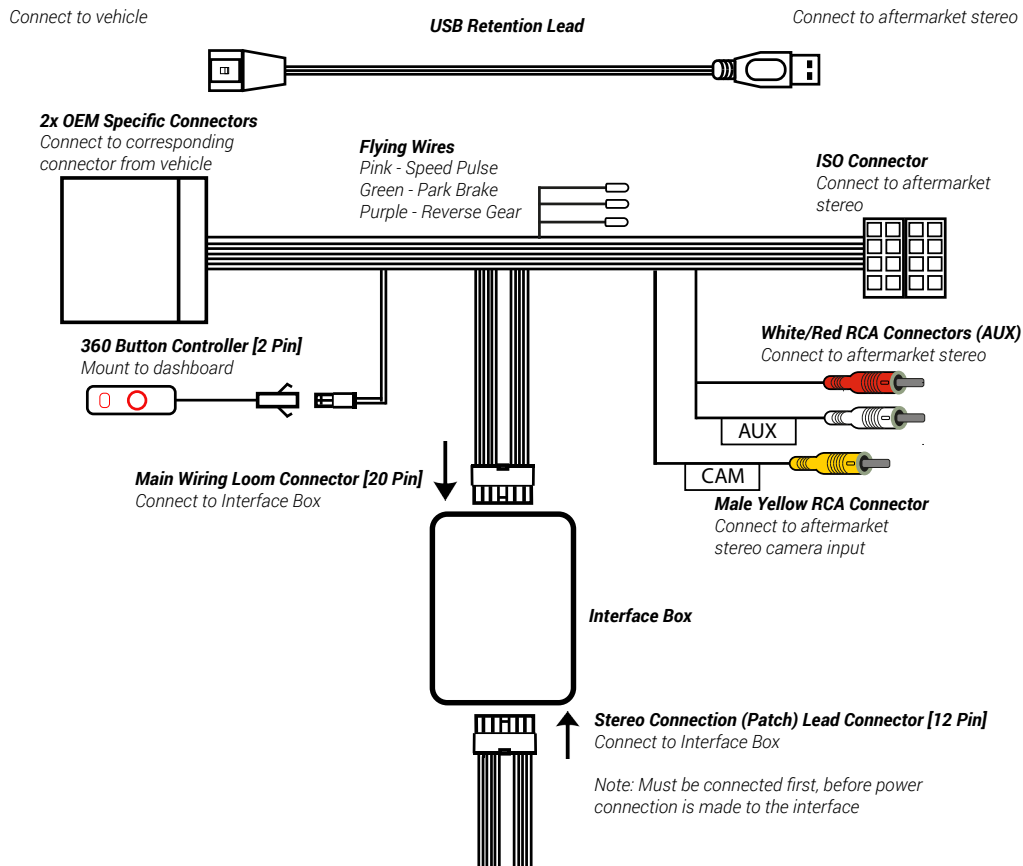 Connect to vehicle
USB Retention Lead
Connect to aftermarket stereo
2x OEM Specific Connectors
Connect to corresponding
connector from vehicle
Flying Wires
Pink - Speed Pulse
Green - Park Brake
Purple - Reverse Gear
ISO Connector
Connect to aftermarket
stereo
360 Button Controller [2 Pin]
Mount to dashboard
White/Red RCA Connectors (AUX)
Connect to aftermarket stereo
AUX
CAM
Main Wiring Loom Connector [20 Pin]
Connect to Interface Box
Male Yellow RCA Connector
Connect to aftermarket
stereo camera input
Interface Box
Stereo Connection (Patch) Lead Connector [12 Pin]
Connect to Interface Box
Note: Must be connected first, before power
connection is made to the interface